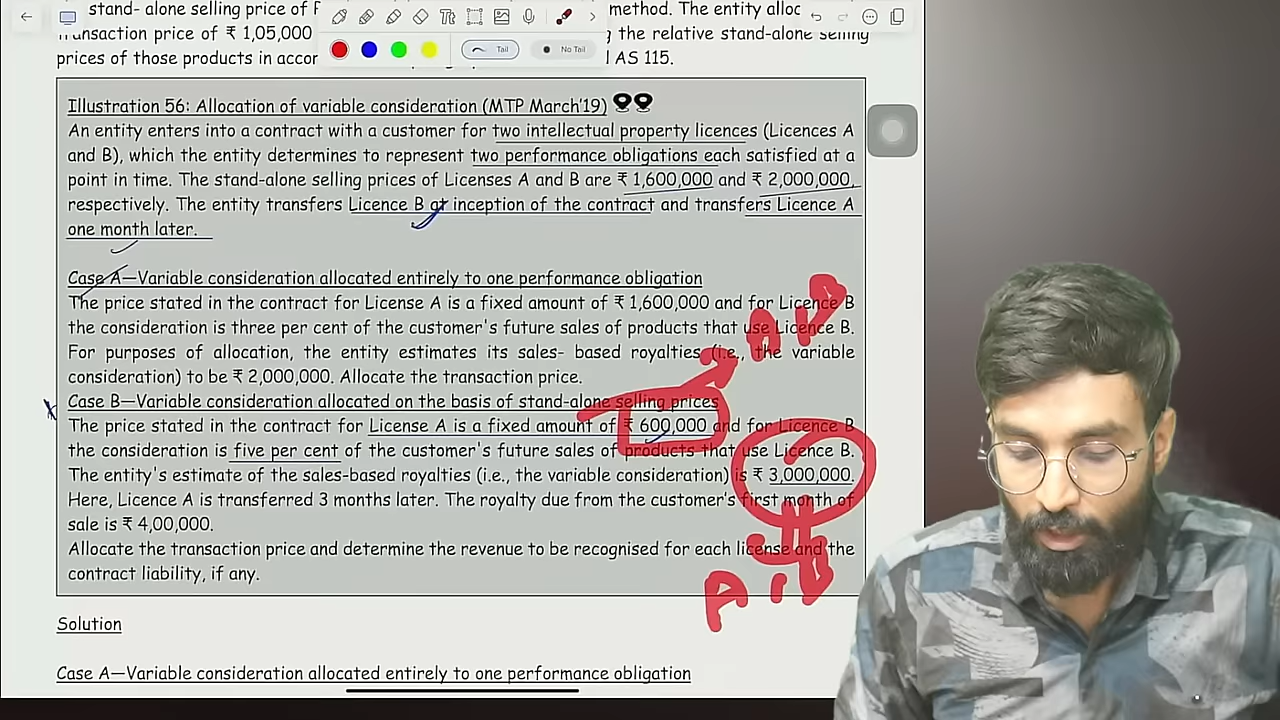 stand- alone selling price of
method. The entity alloc
Transaction price of ₹ 1,05,000
the relative stand-alone selling
prices of those products in accor
AS 115.
Tail
No Tail
Illustration 56: Allocation of variable consideration (MTP March'19)
An entity enters into a contract with a customer for two intellectual property licences (Licences A
and B), which the entity determines to represent two performance obligations each satisfied at a
point in time. The stand-alone selling prices of Licenses A and B are ₹ 1,600,000 and ₹ 2,000,000,
respectively. The entity transfers Licence B at inception of the contract and transfers Licence A
one month later.
Case A—Variable consideration allocated entirely to one performance obligation
The price stated in the contract for License A is a fixed amount of ₹ 1,600,000 and for Licence B
the consideration is three per cent of the customer's future sales of products that use Licence B.
For purposes of allocation, the entity estimates its sales- based royalties (i.e., the variable
consideration) to be ₹ 2,000,000. Allocate the transaction price.
Case B—Variable consideration allocated on the basis of stand-alone selling prices
The price stated in the contract for License A is a fixed amount of ₹ 600,000 and for Licence B
the consideration is five per cent of the customer's future sales of products that use Licence B.
The entity's estimate of the sales-based royalties (i.e., the variable consideration) is ₹ 3,000,000.
Here, Licence A is transferred 3 months later. The royalty due from the customer's first month of
sale is ₹ 4,00,000.
Allocate the transaction price and determine the revenue to be recognised for each license and the
contract liability, if any.
A B
A B
Solution
Case A—Variable consideration allocated entirely to one performance obligation